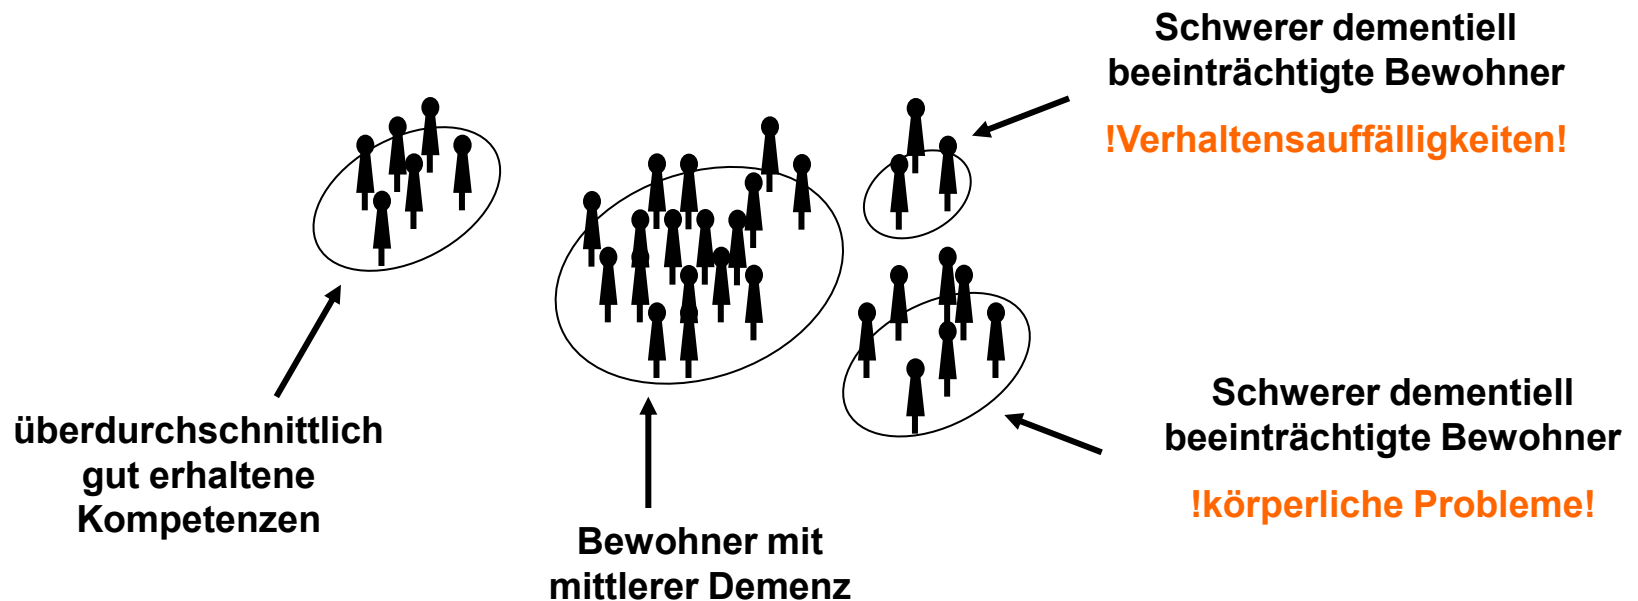 Schwerer dementiell
beeinträchtigte Bewohner
!Verhaltensauffälligkeiten!
überdurchschnittlich
gut erhaltene
Kompetenzen
Bewohner mit
mittlerer Demenz
Schwerer dementiell
beeinträchtigte Bewohner
!körperliche Probleme!